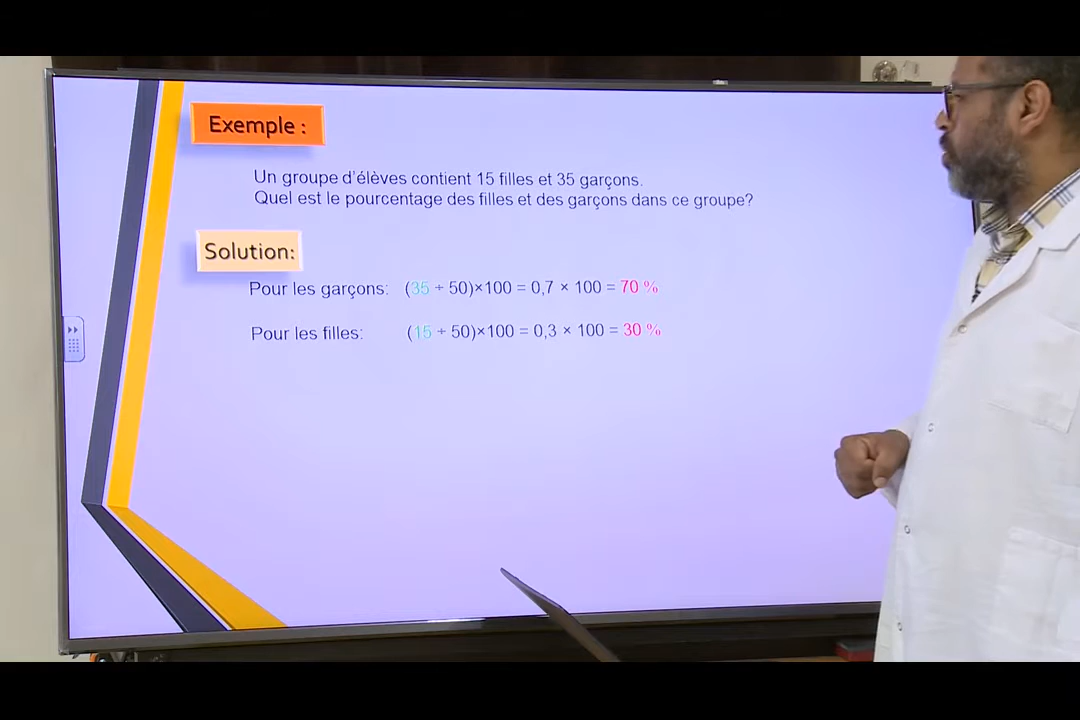 Exemple :
Un groupe d'élèves contient 15 filles et 35 garçons.
Quel est le pourcentage des filles et des garçons dans ce groupe?
Solution:
Pour les garçons: (35 ÷ 50)×100 = 0,7 × 100 = 70 %
Pour les filles: (15 ÷ 50)×100 = 0,3 × 100 = 30 %